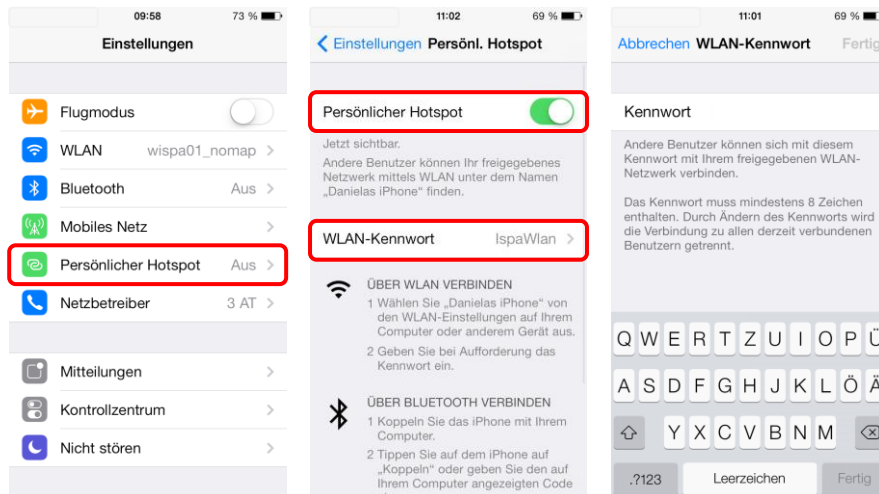 09:58 73 %
Einstellungen
Flugmodus
WLAN wispa01_nomap
Bluetooth Aus
Mobiles Netz
Persönlicher Hotspot Aus
Netzbetreiber 3 AT
Mitteilungen
Kontrollzentrum
Nicht stören
11:02 69 %
Einstellungen Persönl. Hotspot
Persönlicher Hotspot
Jetzt sichtbar.
Andere Benutzer können Ihr freigegebenes
Netzwerk mittels WLAN unter dem Namen
„Danielas iPhone“ finden.
WLAN-Kennwort IspaWlan
ÜBER WLAN VERBINDEN
1 Wählen Sie „Danielas iPhone“ von
den WLAN-Einstellungen auf Ihrem
Computer oder anderem Gerät aus.
2 Geben Sie bei Aufforderung das
Kennwort ein.
ÜBER BLUETOOTH VERBINDEN
1 Koppeln Sie das iPhone mit Ihrem
Computer.
2 Tippen Sie auf dem iPhone auf
„Koppeln“ oder geben Sie den auf
Ihrem Computer angezeigten Code
11:01 69 %
Abbrechen WLAN-Kennwort Fertig
Kennwort
Andere Benutzer können sich mit diesem
Kennwort mit Ihrem freigegebenen WLAN-
Netzwerk verbinden.
Das Kennwort muss mindestens 8 Zeichen
enthalten. Durch Ändern des Kennworts wird
die Verbindung zu allen derzeit verbundenen
Benutzern getrennt.
Q W E R T Z U I O P Ü
A S D F G H J K L Ö Ä
Y X C V B N M
.?123 Leerzeichen Fertig